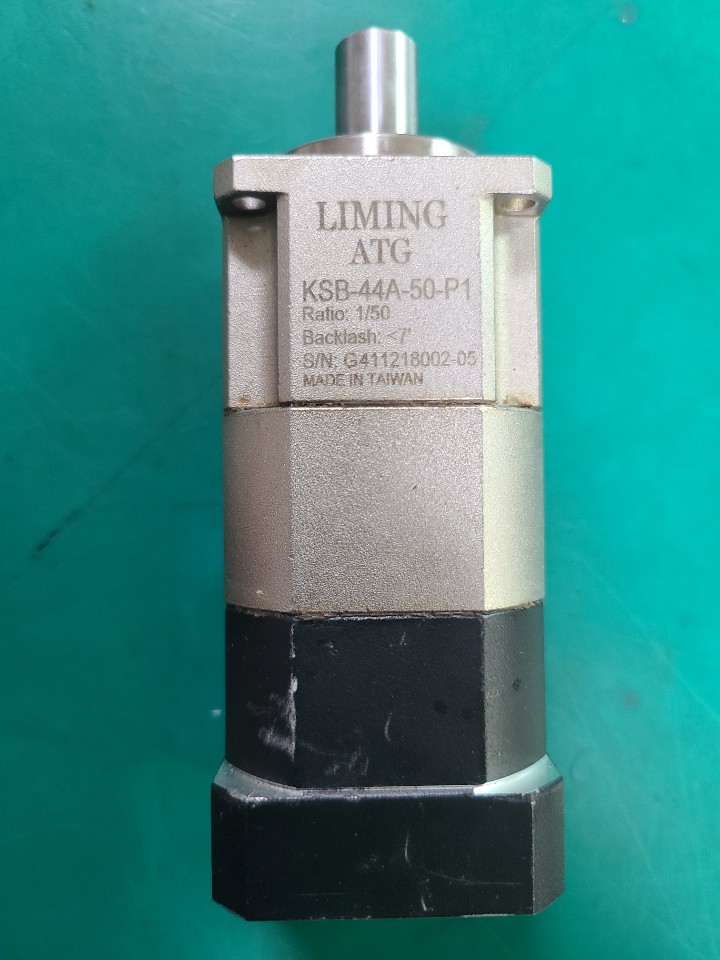 LIMING
ATG
KSB-44A-50-P1
Ratio: 1/50
Backlash: <7'
S/N: G411218002-05
MADE IN TAIWAN